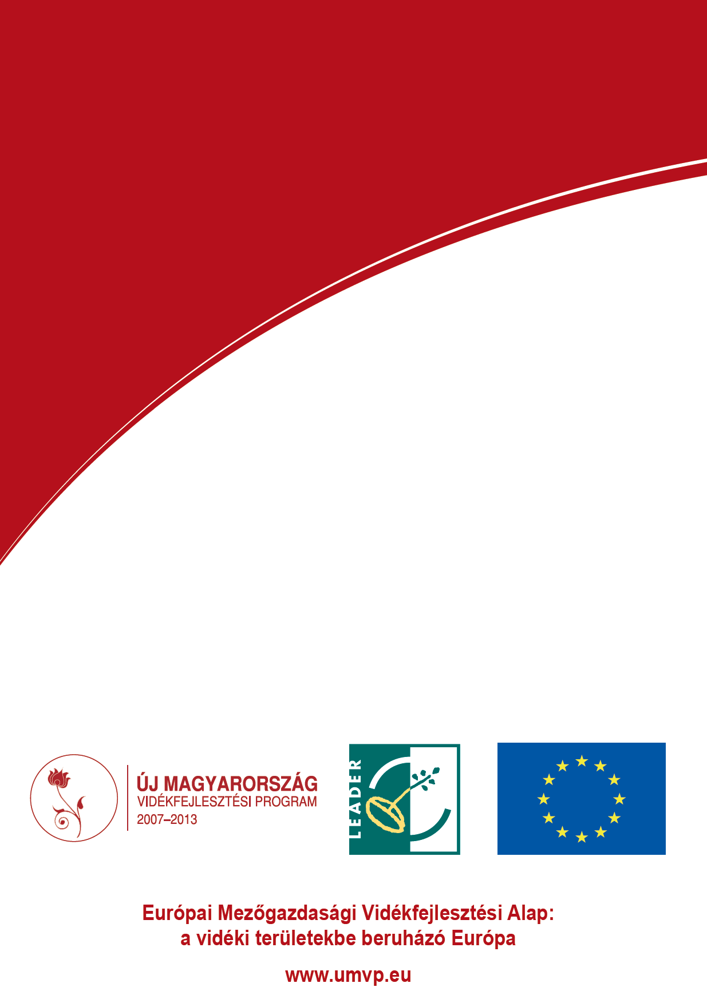 ÚJ MAGYARORSZÁG
VIDÉKFEJLESZTÉSI PROGRAM
2007–2013
LEADER
Európai Mezőgazdasági Vidékfejlesztési Alap:
a vidéki területekbe beruházó Európa
www.umvp.eu